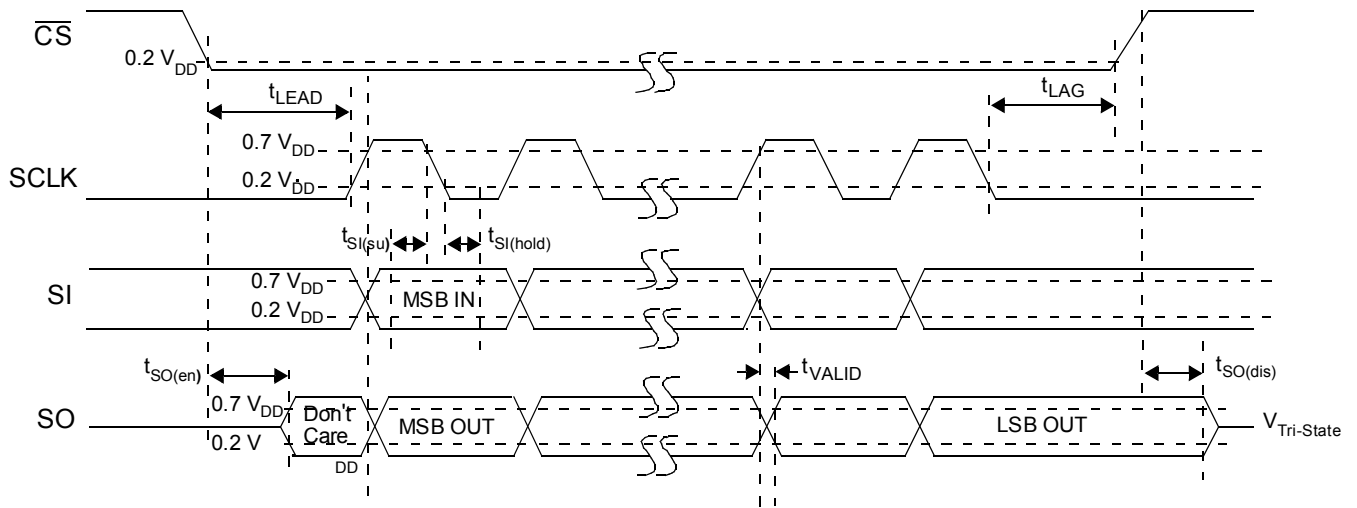 CS
0.2 VDD
tLEAD
tLAG
0.7 VDD
SCLK
0.2 VDD
tSI(su)
tSI(hold)
0.7 VDD
SI
MSB IN
0.2 VDD
tSO(en)
tVALID
tSO(dis)
0.7 VDD
Don't
SO
Care
MSB OUT
LSB OUT
VTri-State
0.2 V
DD